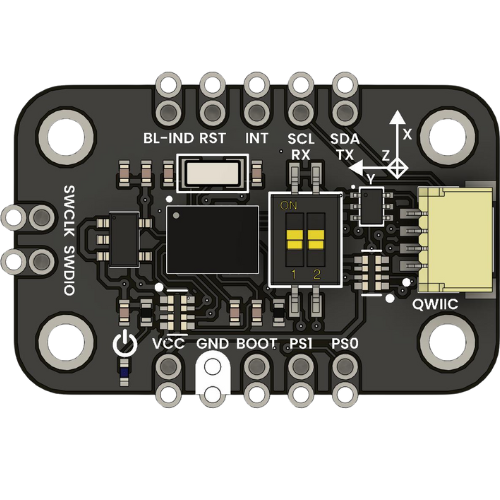 BL-IND RST INT SCL SDA
RX TX
X
Z
Y
SWCLK SWDIO
ON
1 2
QWIIC
VCC GND BOOT PS1 PS0